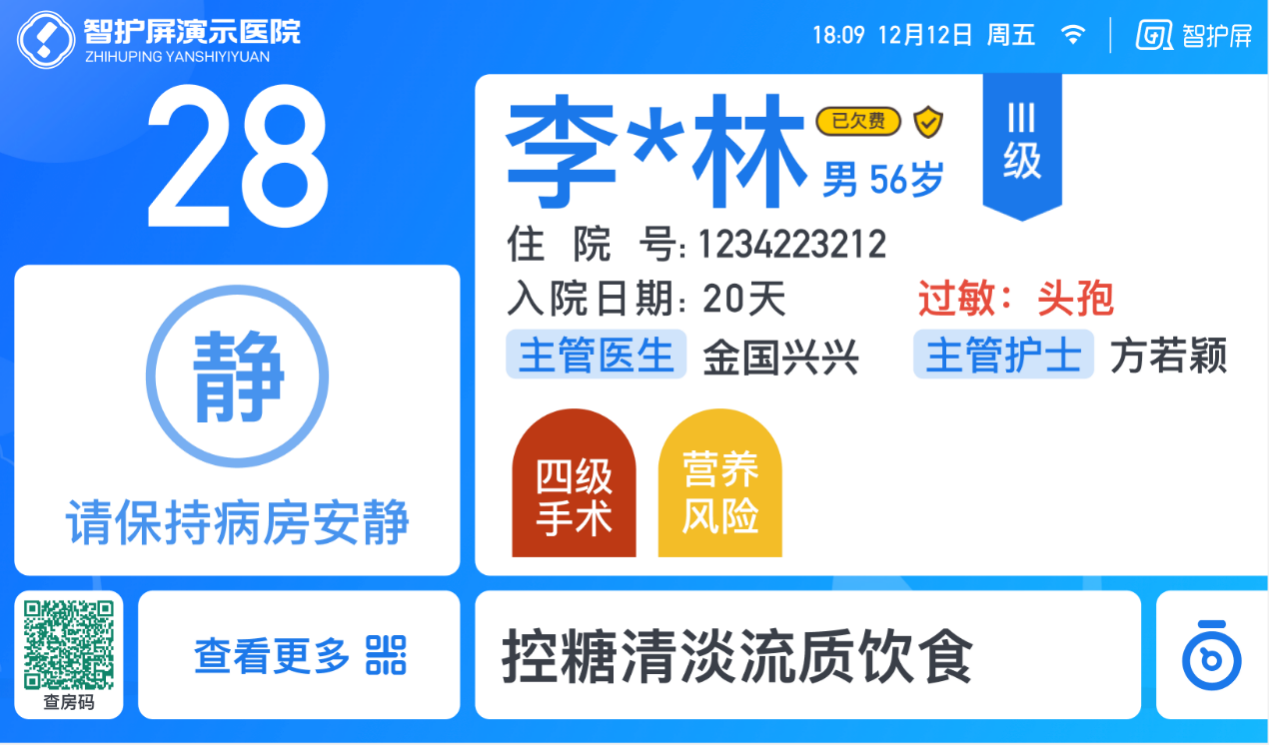 智护屏演示医院
ZHIHUPING YANSHIYIYUAN
18:09 12月12日 周五
智护屏
28
李*林
已欠费
男 56岁
III级
住院号: 1234223212
入院日期: 20天
过敏：头孢
主管医生 金国兴兴
主管护士 方若颖
静
请保持病房安静
四级
手术
营养
风险
查房码
查看更多
控糖清淡流质饮食